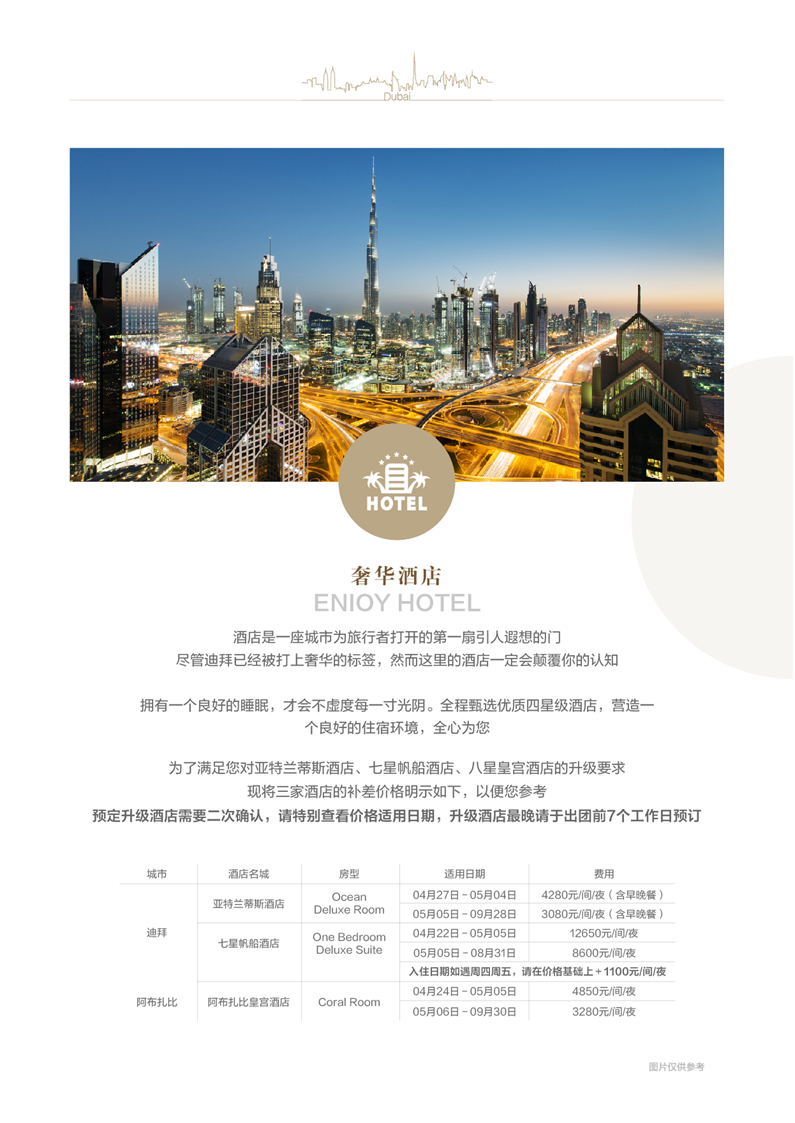 Dubai
HOTEL
奢华酒店
ENIOY HOTEL
酒店是一座城市为旅行者打开的第一扇引人遐想的门
尽管迪拜已经被打上奢华的标签，然而这里的酒店一定会颠覆你的认知
拥有一个良好的睡眠，才会不虚度每一寸光阴。全程甄选优质四星级酒店，营造一
个良好的住宿环境，全心为您
为了满足您对亚特兰蒂斯酒店、七星帆船酒店、八星皇宫酒店的升级要求
现将三家酒店的补差价格明示如下，以便您参考
预定升级酒店需要二次确认，请特别查看价格适用日期，升级酒店最晚请于出团前7个工作日预订
城市 酒店名城 房型 适用日期 费用
迪拜 亚特兰蒂斯酒店 Ocean
Deluxe Room
04月27日－05月04日 4280元/间/夜（含早晚餐）
05月05日－09月28日 3080元/间/夜（含早晚餐）
七星帆船酒店 One Bedroom
Deluxe Suite
04月22日－05月05日 12650元/间/夜
05月05日－08月31日 8600元/间/夜
入住日期如遇周四周五，请在价格基础上＋1100元/间/夜
阿布扎比 阿布扎比皇宫酒店 Coral Room
04月24日－05月05日 4850元/间/夜
05月06日－09月30日 3280元/间/夜
图片仅供参考